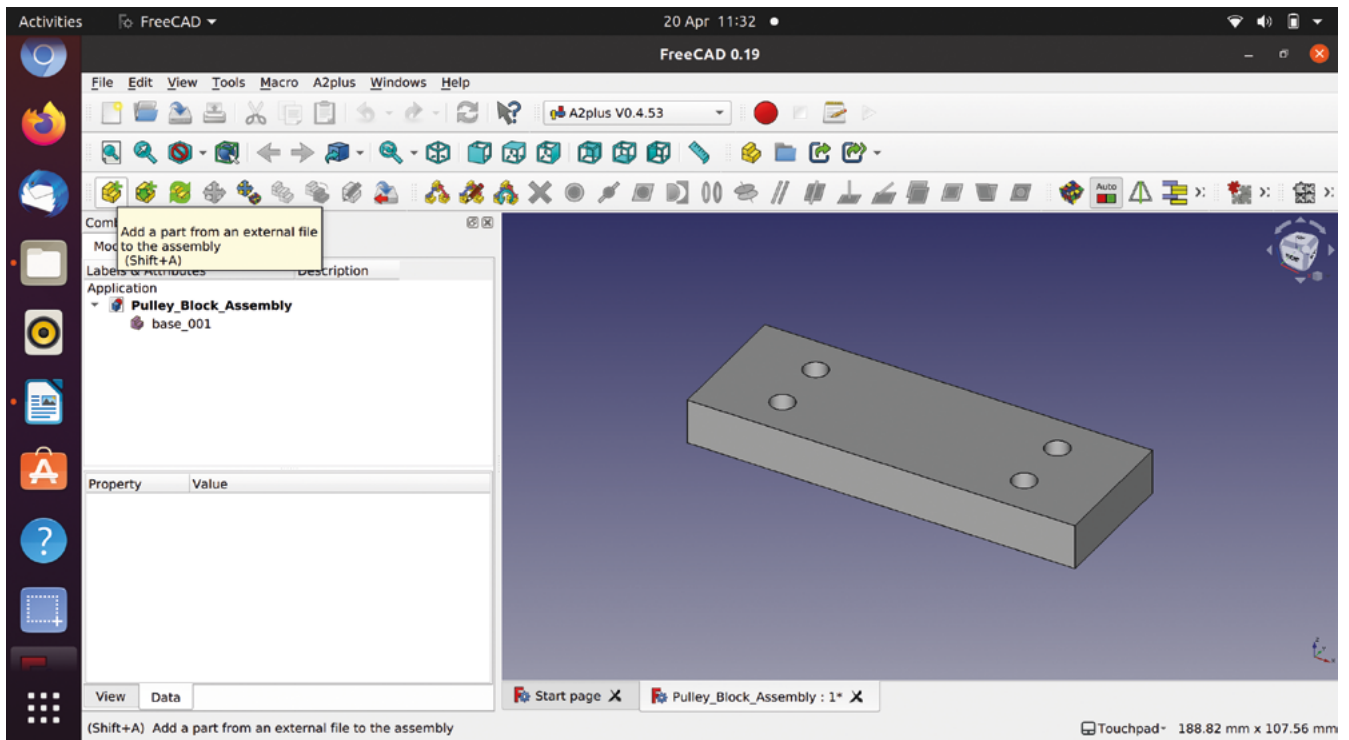 Activities FreeCAD 20 Apr 11:32
FreeCAD 0.19
File Edit View Tools Macro A2plus Windows Help
A2plus V0.4.53
Auto
Add a part from an external file
to the assembly
(Shift+A)
Labels & Attributes Description
Application
Pulley_Block_Assembly
base_001
Property Value
View Data
Start page Pulley_Block_Assembly : 1*
(Shift+A) Add a part from an external file to the assembly Touchpad 188.82 mm x 107.56 mm